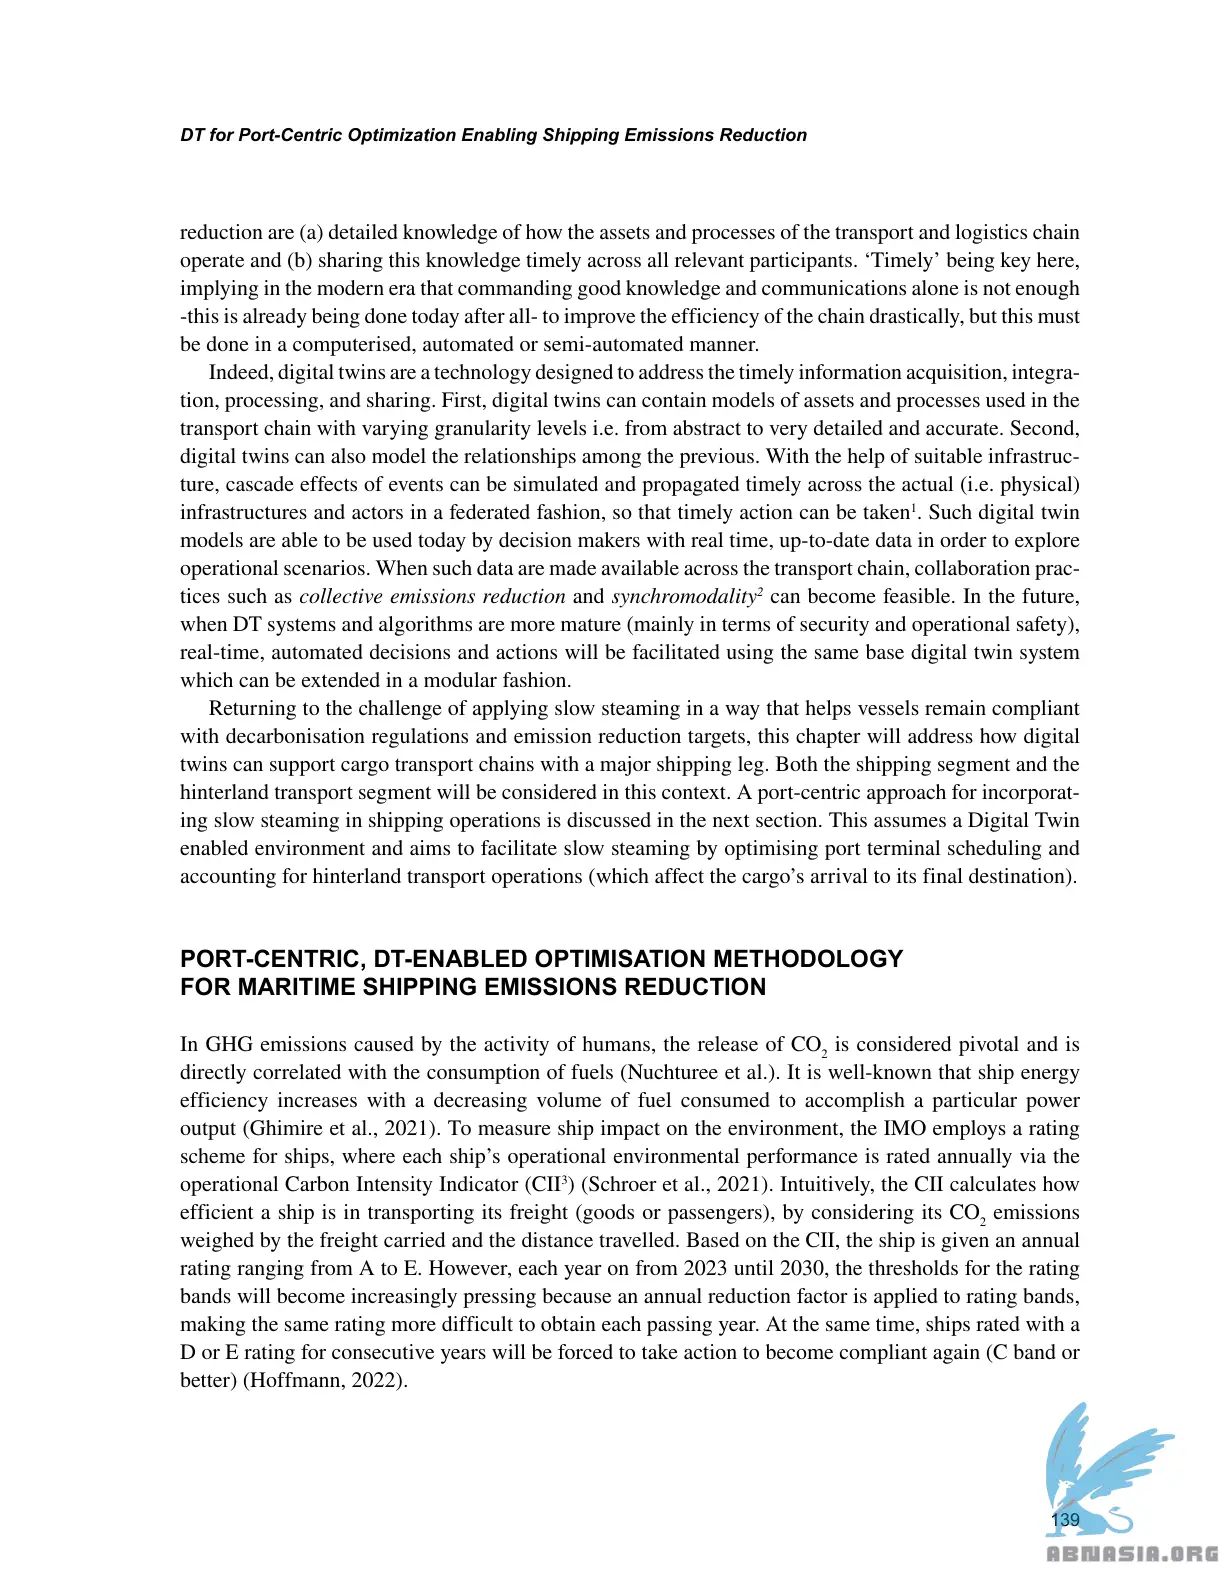 DT for Port-Centric Optimization Enabling Shipping Emissions Reduction
reduction are (a) detailed knowledge of how the assets and processes of the transport and logistics chain
operate and (b) sharing this knowledge timely across all relevant participants. ‘Timely’ being key here,
implying in the modern era that commanding good knowledge and communications alone is not enough
-this is already being done today after all- to improve the efficiency of the chain drastically, but this must
be done in a computerised, automated or semi-automated manner.
Indeed, digital twins are a technology designed to address the timely information acquisition, integra-
tion, processing, and sharing. First, digital twins can contain models of assets and processes used in the
transport chain with varying granularity levels i.e. from abstract to very detailed and accurate. Second,
digital twins can also model the relationships among the previous. With the help of suitable infrastruc-
ture, cascade effects of events can be simulated and propagated timely across the actual (i.e. physical)
infrastructures and actors in a federated fashion, so that timely action can be taken¹. Such digital twin
models are able to be used today by decision makers with real time, up-to-date data in order to explore
operational scenarios. When such data are made available across the transport chain, collaboration prac-
tices such as collective emissions reduction and synchromodality² can become feasible. In the future,
when DT systems and algorithms are more mature (mainly in terms of security and operational safety),
real-time, automated decisions and actions will be facilitated using the same base digital twin system
which can be extended in a modular fashion.
Returning to the challenge of applying slow steaming in a way that helps vessels remain compliant
with decarbonisation regulations and emission reduction targets, this chapter will address how digital
twins can support cargo transport chains with a major shipping leg. Both the shipping segment and the
hinterland transport segment will be considered in this context. A port-centric approach for incorporat-
ing slow steaming in shipping operations is discussed in the next section. This assumes a Digital Twin
enabled environment and aims to facilitate slow steaming by optimising port terminal scheduling and
accounting for hinterland transport operations (which affect the cargo’s arrival to its final destination).
PORT-CENTRIC, DT-ENABLED OPTIMISATION METHODOLOGY
FOR MARITIME SHIPPING EMISSIONS REDUCTION
In GHG emissions caused by the activity of humans, the release of CO₂ is considered pivotal and is
directly correlated with the consumption of fuels (Nuchturee et al.). It is well-known that ship energy
efficiency increases with a decreasing volume of fuel consumed to accomplish a particular power
output (Ghimire et al., 2021). To measure ship impact on the environment, the IMO employs a rating
scheme for ships, where each ship’s operational environmental performance is rated annually via the
operational Carbon Intensity Indicator (CII³) (Schroer et al., 2021). Intuitively, the CII calculates how
efficient a ship is in transporting its freight (goods or passengers), by considering its CO₂ emissions
weighed by the freight carried and the distance travelled. Based on the CII, the ship is given an annual
rating ranging from A to E. However, each year on from 2023 until 2030, the thresholds for the rating
bands will become increasingly pressing because an annual reduction factor is applied to rating bands,
making the same rating more difficult to obtain each passing year. At the same time, ships rated with a
D or E rating for consecutive years will be forced to take action to become compliant again (C band or
better) (Hoffmann, 2022).
139
ABNASIA.ORG